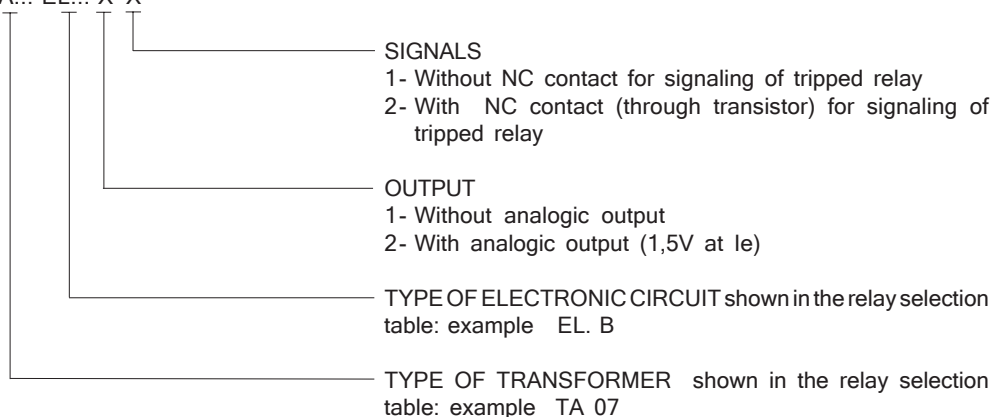 SIGNALS
1- Without NC contact for signaling of tripped relay
2- With NC contact (through transistor) for signaling of
tripped relay
OUTPUT
1- Without analogic output
2- With analogic output (1,5V at Ie)
TYPE OF ELECTRONIC CIRCUIT shown in the relay selection
table: example EL. B
TYPE OF TRANSFORMER shown in the relay selection
table: example TA 07